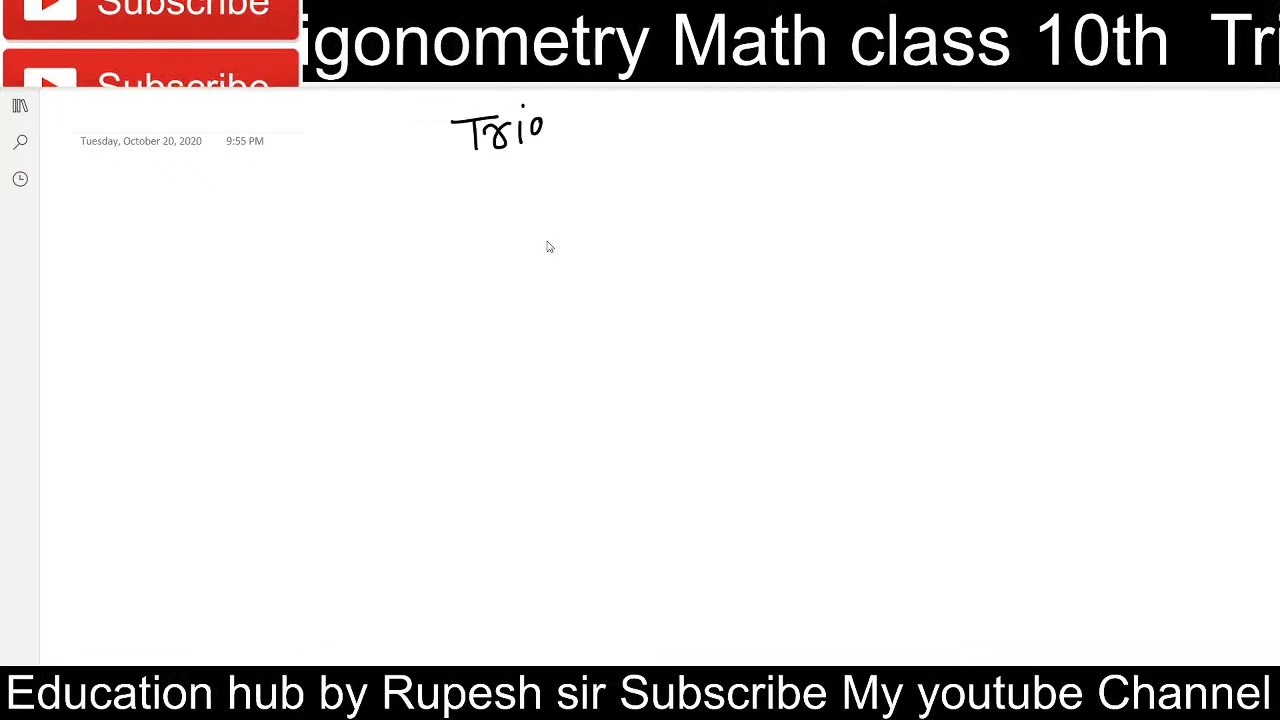 Subscribe
Subscribe
igonometry Math class 10th Tri
Trio
Tuesday, October 20, 2020 9:55 PM
Education hub by Rupesh sir Subscribe My youtube Channel